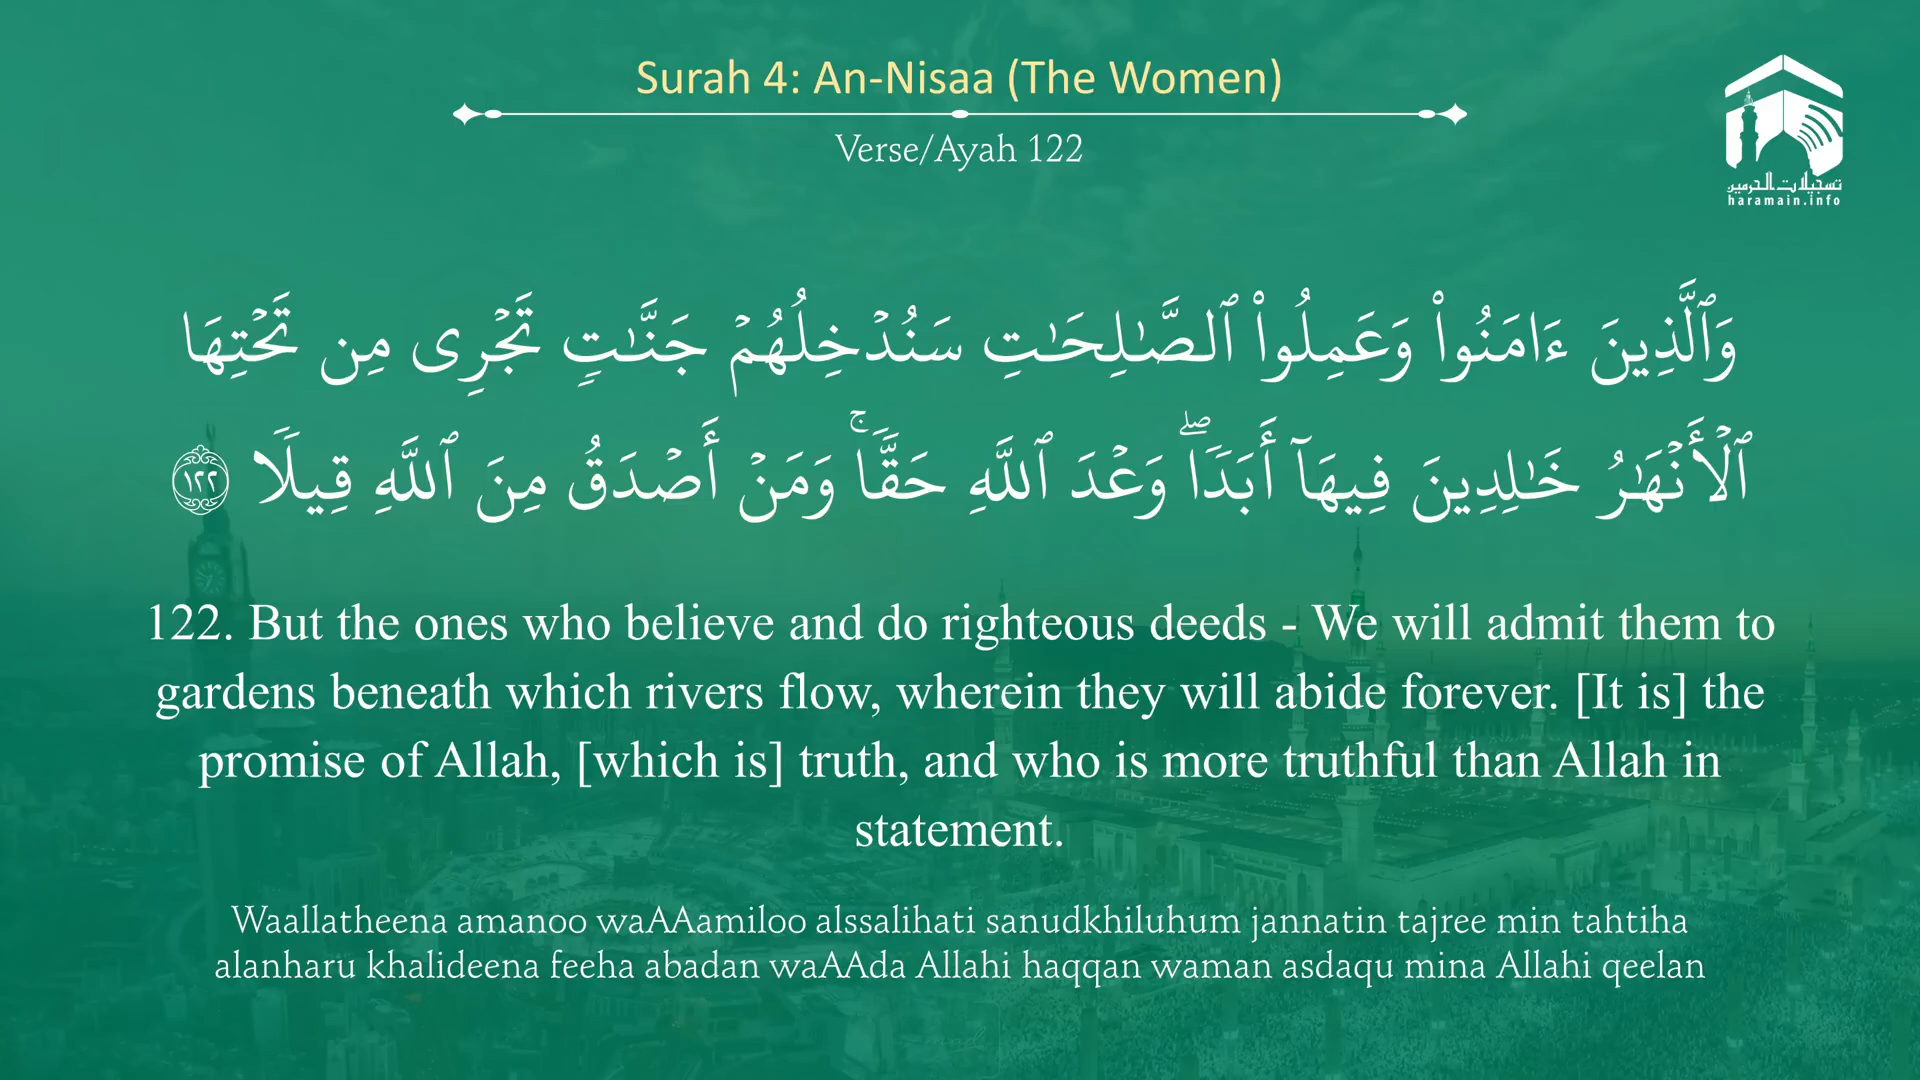 Surah 4: An-Nisaa (The Women)
Verse/Ayah 122
تسجيلات الحرمين
haramain.info
وَٱلَّذِينَ ءَامَنُوا۟ وَعَمِلُوا۟ ٱلصَّـٰلِحَـٰتِ سَنُدْخِلُهُمْ جَنَّـٰتٍ تَجْرِى مِن تَحْتِهَا
ٱلْأَنْهَـٰرُ خَـٰلِدِينَ فِيهَآ أَبَدًا ۖ وَعْدَ ٱللَّهِ حَقًّا ۚ وَمَنْ أَصْدَقُ مِنَ ٱللَّهِ قِيلًا ١٢٢
122. But the ones who believe and do righteous deeds - We will admit them to
gardens beneath which rivers flow, wherein they will abide forever. [It is] the
promise of Allah, [which is] truth, and who is more truthful than Allah in
statement.
Waallatheena amanoo waAAamiloo alssalihati sanudkhiluhum jannatin tajree min tahtiha
alanharu khalideena feeha abadan waAAda Allahi haqqan waman asdaqu mina Allahi qeelan